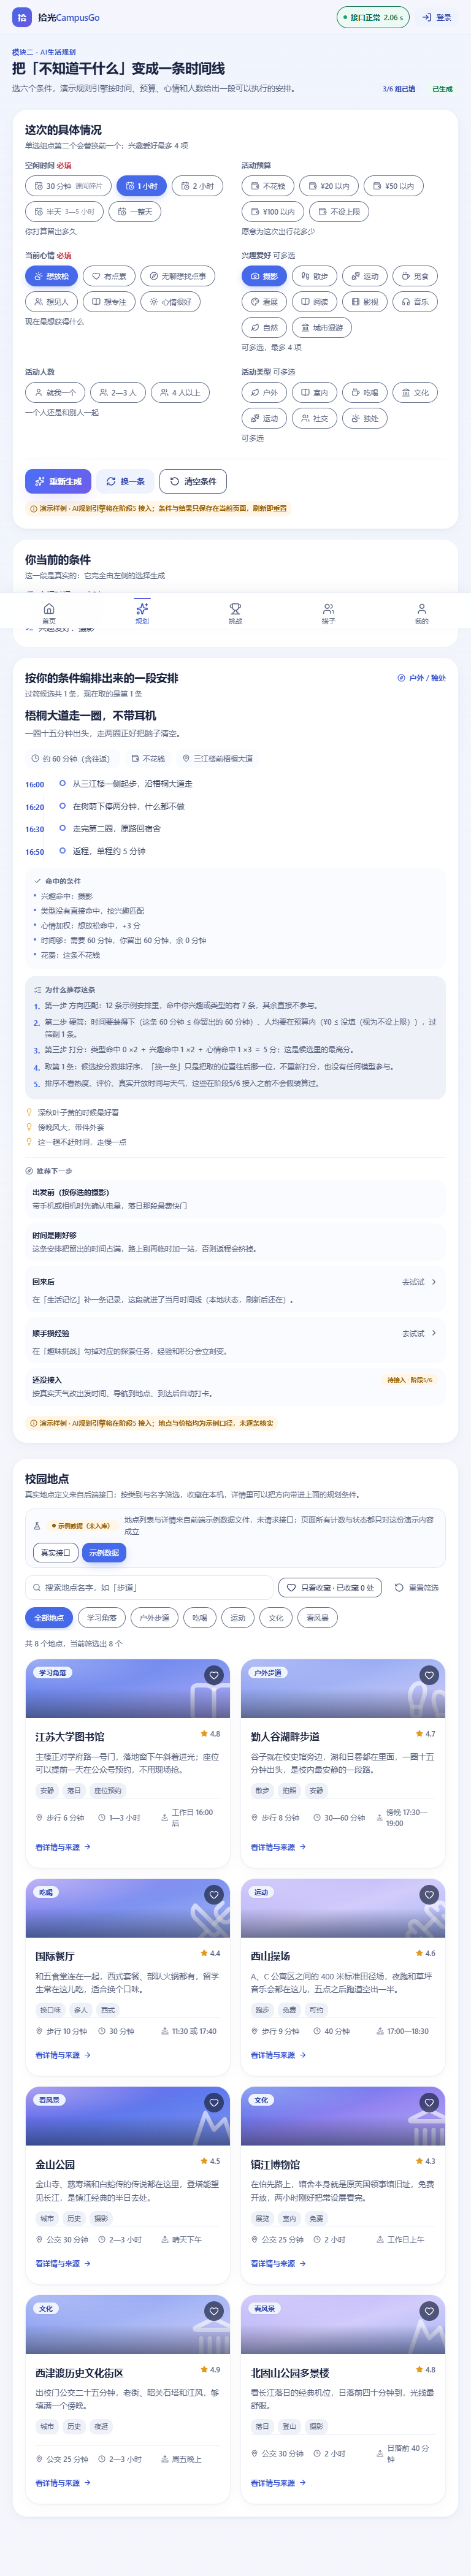 拾 拾光CampusGo
接口正常 2.06 s
登录
模块二 · AI生活规划
把「不知道干什么」变成一条时间线
选六个条件，演示规则引擎按时间、预算、心情和人数给出一段可以执行的安排。
3/6 组已填
已生成
这次的具体情况
单选组点第二个会替换前一个；兴趣爱好最多 4 项
空闲时间 必填
30 分钟 课间碎片
1 小时
2 小时
半天 3—5 小时
一整天
你打算留出多久
活动预算
不花钱
¥20 以内
¥50 以内
¥100 以内
不设上限
愿意为这次出行花多少
当前心情 必填
想放松
有点累
无解想找点事
想见人
想专注
心情很好
现在最想获得什么
兴趣爱好 可多选
摄影
散步
运动
觅食
看展
阅读
影视
音乐
自然
城市漫游
可多选，最多 4 项
活动人数
就我一个
2—3 人
4 人以上
一个人还是和别人一起
活动类型 可多选
户外
室内
吃喝
文化
运动
社交
独处
可多选
重新生成
换一条
清空条件
演示样例 · AI规划引擎将在阶段5 接入；条件与结果只保存在当前页面，刷新即重置
你当前的条件
这一段是真实的：它完全由左侧的选择生成
首页
规划
挑战
搭子
我的
兴趣爱好：摄影
按你的条件编排出来的一段安排
户外 / 独处
过筛候选共 1 条，现在取的是第 1 条
梧桐大道走一圈，不带耳机
一圈十五分钟出头，走两圈正好把脑子清空。
约 60 分钟（含往返）
不花钱
三江楼前梧桐大道
16:00 从三江楼一侧起步，沿梧桐大道走
16:20 在树荫下停两分钟，什么都不做
16:30 走完第二圈，原路回宿舍
16:50 返程，单程约 5 分钟
命中的条件
兴趣命中：摄影
类型没有直接命中，按兴趣匹配
心情加权：想放松命中，+3 分
时间够：需要 60 分钟，你留出 60 分钟，余 0 分钟
花费：这条不花钱
为什么推荐这条
1. 第一步 方向匹配：12 条示例安排里，命中你兴趣或类型的有 7 条，其余直接不参与。
2. 第二步 硬筛：时间要装得下（这条 60 分钟 ≤ 你留出的 60 分钟）、人均要在预算内（¥0 ≤ 没填（视为不设上限）），过筛剩 1 条。
3. 第三步 打分：类型命中 0 ×2 ＋ 兴趣命中 1 ×2 ＋ 心情命中 1 ×3 ＝ 5 分；这是候选里的最高分。
4. 取第 1 条：候选按分数排好序，「换一条」只是把取的位置往后挪一位，不重新打分，也没有任何模型参与。
5. 排序不看热度、评价、真实开放时间与天气，这些在阶段5/6 接入之前不会假装算过。
深秋叶子黄的时候最好看
傍晚风大，带件外套
这一趟不赶时间，走慢一点
推荐下一步
出发前（按你选的摄影）
带手机或相机时先确认电量，落日那段最费快门
时间是刚好够
这条安排把留出的时间占满，路上别再临时加一站，否则返程会挤掉。
回来后
去试试
在「生活记忆」补一条记录，这段就进了当月时间线（本地状态，刷新后还在）。
顺手攒经验
去试试
在「趣味挑战」勾掉对应的探索任务，经验和积分会立刻变。
还没接入
待接入 · 阶段5/6
按真实天气改出发时间、导航到地点、到达后自动打卡。
演示样例 · AI规划引擎将在阶段5 接入；地点与价格均为示例口径，未逐条核实
校园地点
真实地点定义来自后端接口；按类别与名字筛选，收藏在本机，详情里可以把方向带进上面的规划条件。
示例数据（未入库）
地点列表与详情来自前端示例数据文件，未请求接口；页面所有计数与状态都只对这份演示内容成立
真实接口
示例数据
搜索地点名字，如「步道」
只看收藏 · 已收藏 0 处
重置筛选
全部地点
学习角落
户外步道
吃喝
运动
文化
看风景
共 8 个地点，当前筛选出 8 个
学习角落
江苏大学图书馆
4.8
主楼正对学府路一号门，落地窗下午斜着进光；座位可以提前一天在公众号预约，不用现场抢。
安静
落日
座位预约
步行 6 分钟
1—3 小时
工作日 16:00 后
看详情与来源
户外步道
勤人谷湖畔步道
4.7
谷子就在校史馆旁边，湖和日晷都在里面，一圈十五分钟出头，是校内最安静的一段路。
散步
拍照
安静
步行 8 分钟
30—60 分钟
傍晚 17:30—19:00
看详情与来源
吃喝
国际餐厅
4.4
和五食堂连在一起，西式套餐、部队火锅都有，留学生常在这儿吃，适合换个口味。
换口味
多人
西式
步行 10 分钟
30 分钟
11:30 或 17:40
看详情与来源
运动
西山操场
4.6
A、C 公寓区之间的 400 米标准田径场，夜跑和草坪音乐会都在这儿，五点之后跑道空出一半。
跑步
免费
可约
步行 9 分钟
40 分钟
17:00—18:30
看详情与来源
看风景
金山公园
4.5
金山寺、慈寿塔和白蛇传的传说都在这里，登塔能望见长江，是镇江经典的半日去处。
城市
历史
摄影
公交 30 分钟
2—3 小时
晴天下午
看详情与来源
文化
镇江博物馆
4.3
在伯先路上，馆舍本身就是原英国领事馆旧址，免费开放，两小时刚好把常设展看完。
展览
室内
免费
公交 25 分钟
2 小时
工作日上午
看详情与来源
文化
西津渡历史文化街区
4.9
出校门公交二十五分钟，老街、昭关石塔和江风，够填满一个傍晚。
城市
历史
夜逛
公交 25 分钟
2—3 小时
周五晚上
看详情与来源
看风景
北固山公园多景楼
4.8
看长江落日的经典机位，日落前四十分钟到，光线最舒服。
落日
登山
摄影
公交 30 分钟
2 小时
日落前 40 分钟
看详情与来源